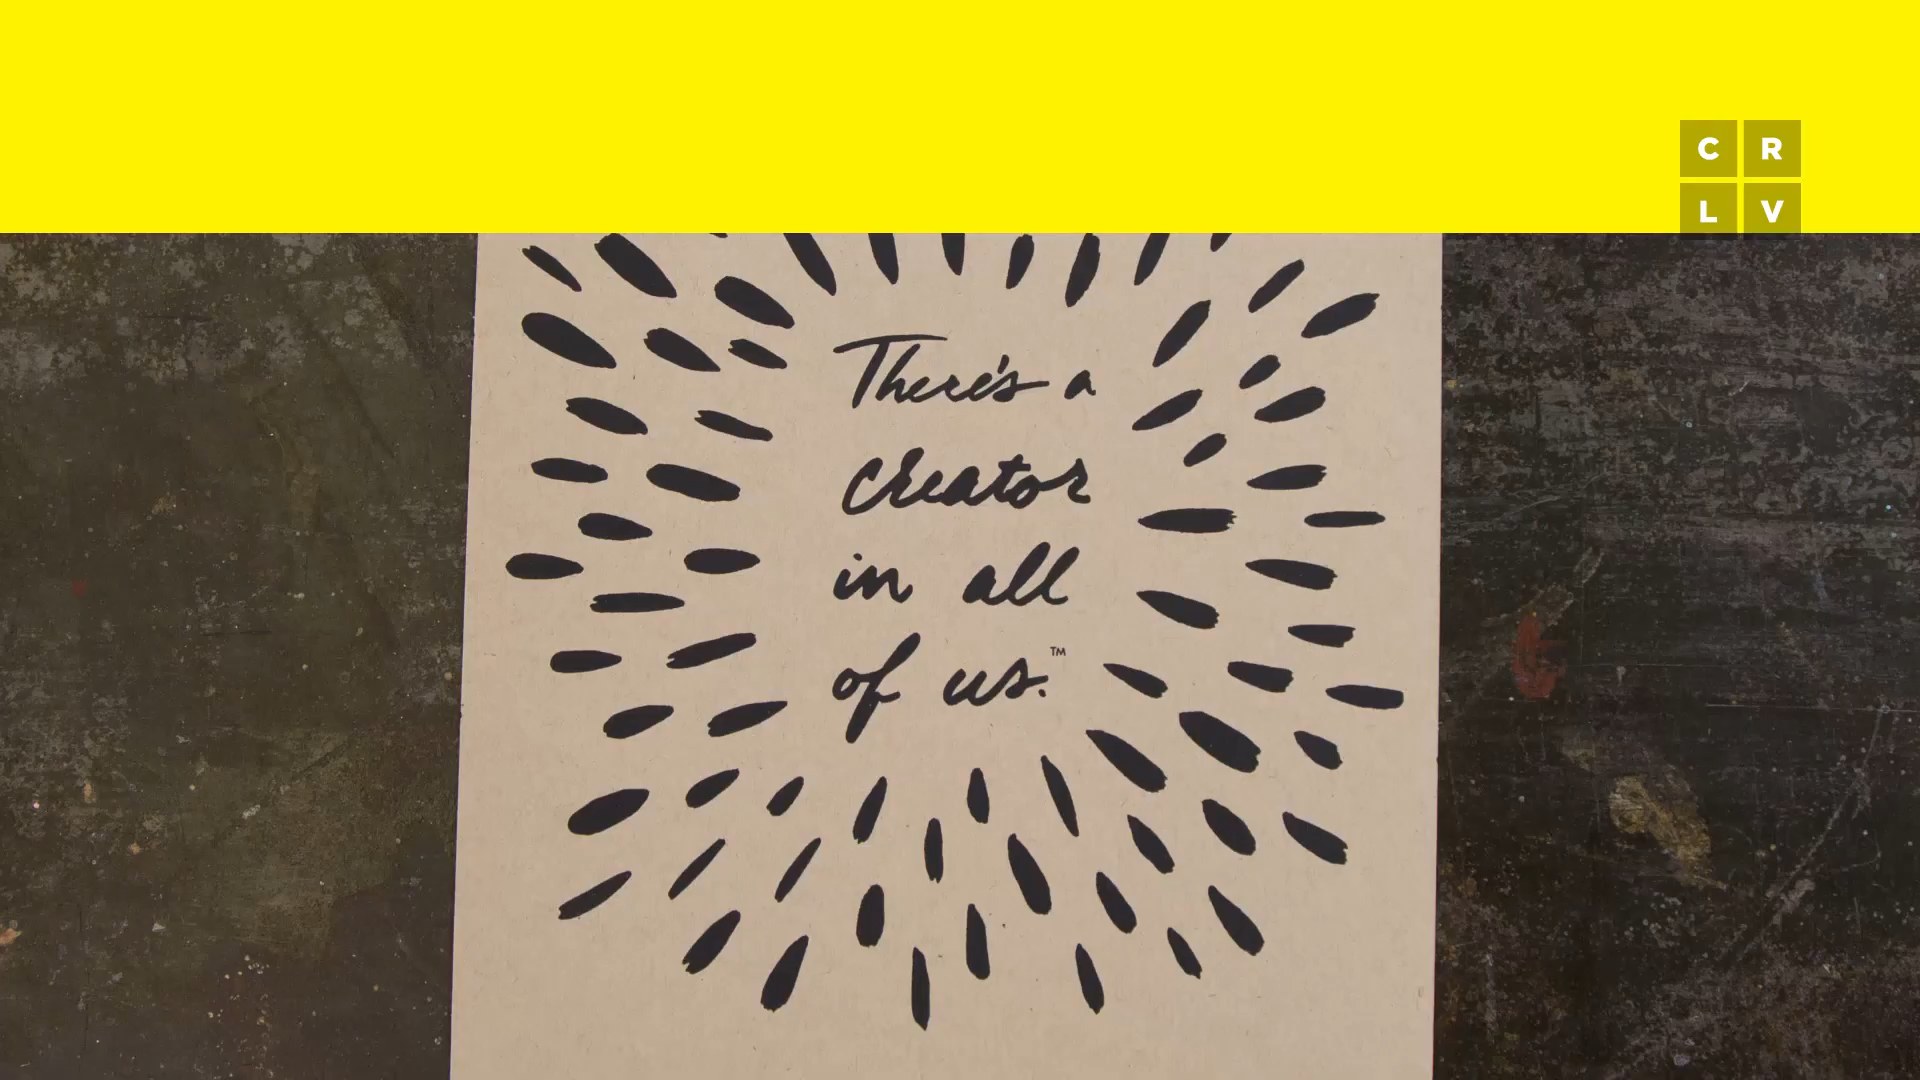 C R
L V
There's a
creator
in all
of us.™